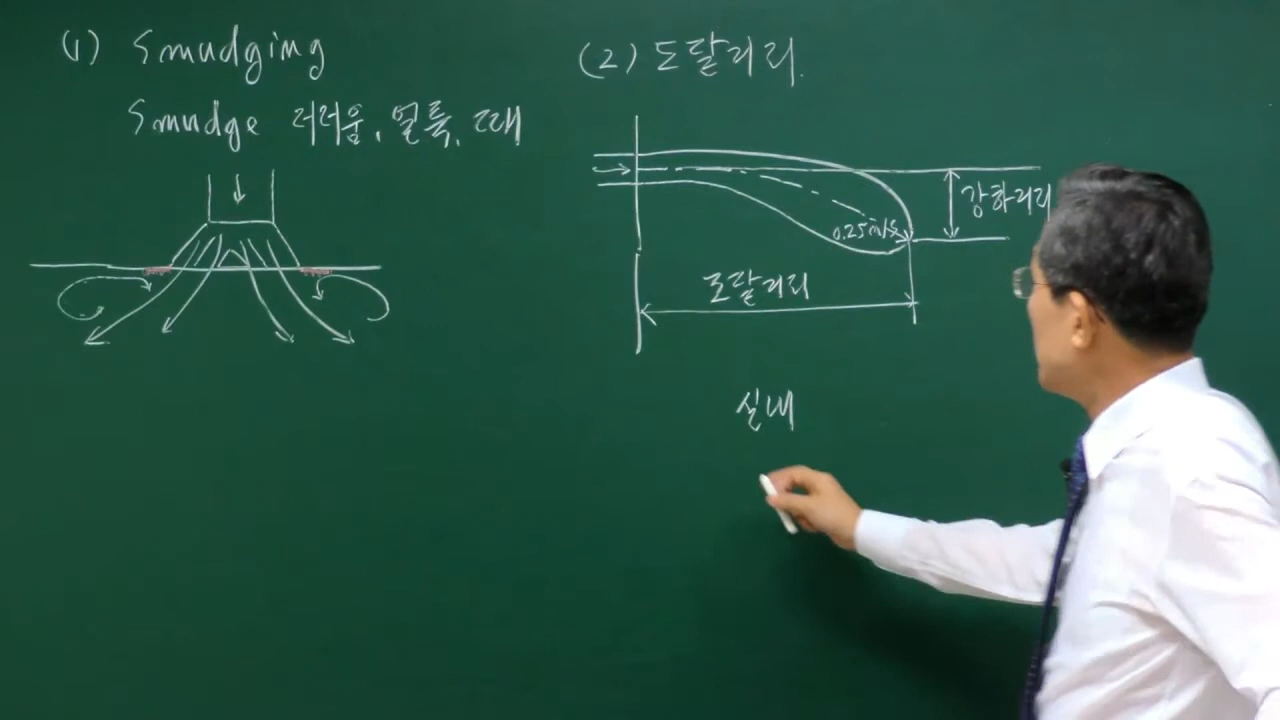 (1) Smudging
Smudge 더러움, 얼룩, 때
(2) 도달거리.
강하거리
0.25m/s
도달거리
실내